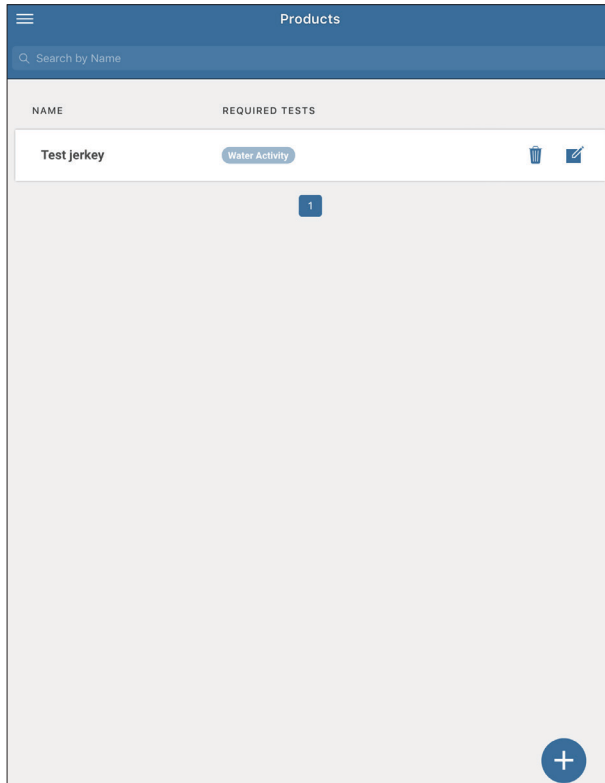 Products
Search by Name
NAME REQUIRED TESTS
Test jerkey Water Activity
1